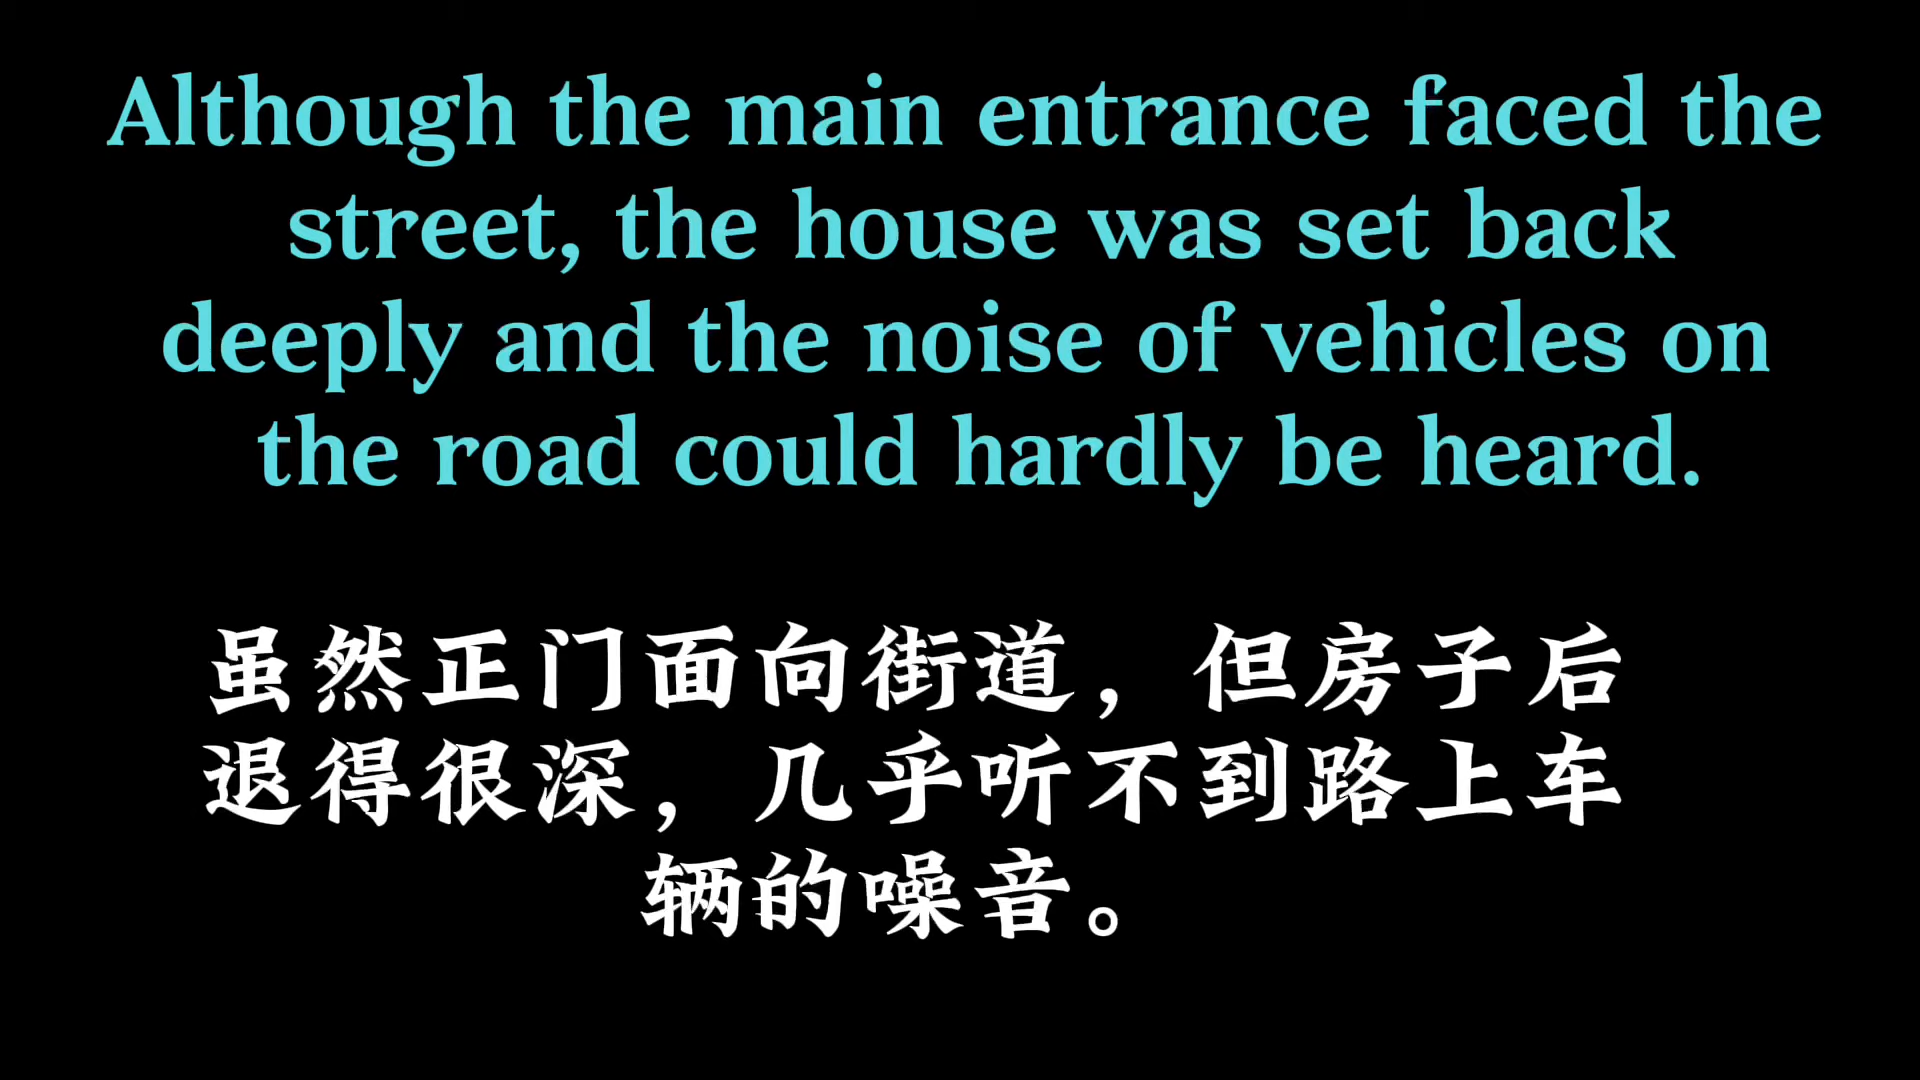 Although the main entrance faced the
street, the house was set back
deeply and the noise of vehicles on
the road could hardly be heard.
虽然正门面向街道，但房子后
退得很深，几乎听不到路上车
辆的噪音。